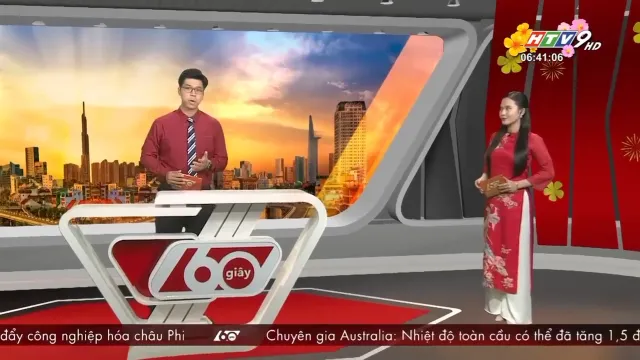 HTV9 HD
06:41:06
60 giây
đẩy công nghiệp hóa châu Phi 60 Chuyên gia Australia: Nhiệt độ toàn cầu có thể đã tăng 1,5 đ